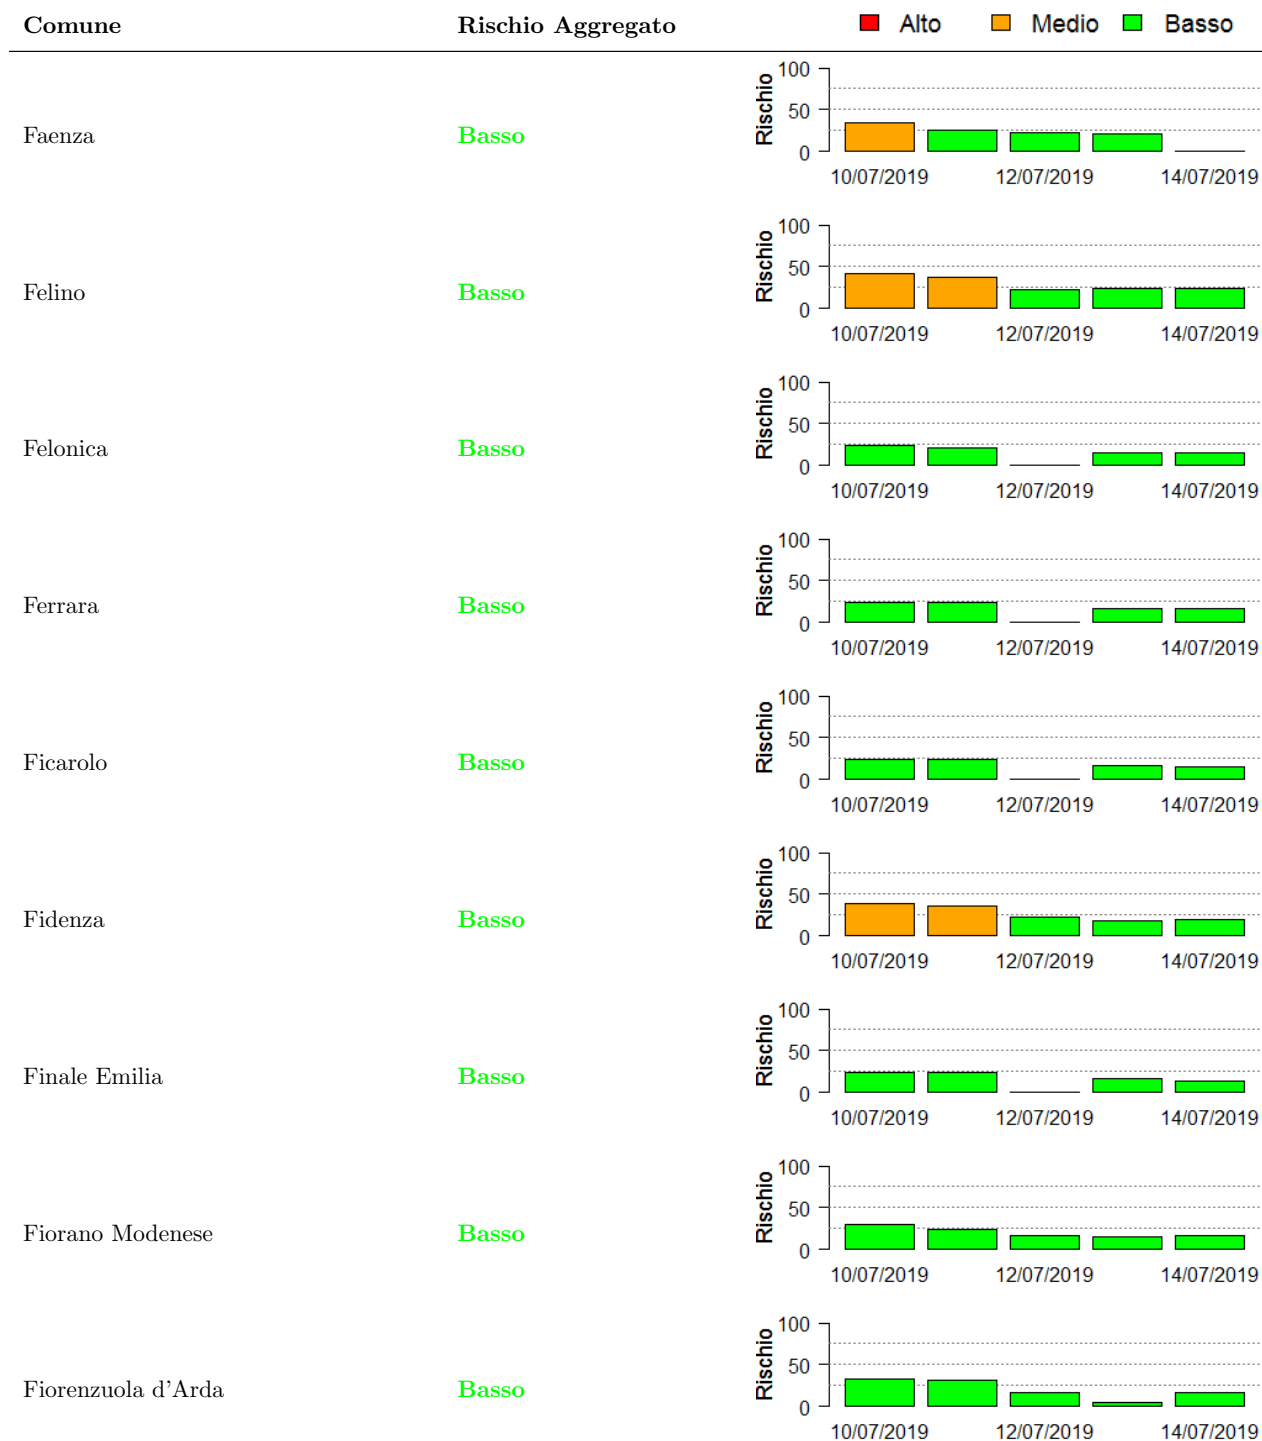 Comune Rischio Aggregato Alto Medio Basso
Faenza Basso Rischio 100 50 0
10/07/2019 12/07/2019 14/07/2019
Felino Basso Rischio 100 50 0
10/07/2019 12/07/2019 14/07/2019
Felonica Basso Rischio 100 50 0
10/07/2019 12/07/2019 14/07/2019
Ferrara Basso Rischio 100 50 0
10/07/2019 12/07/2019 14/07/2019
Ficarolo Basso Rischio 100 50 0
10/07/2019 12/07/2019 14/07/2019
Fidenza Basso Rischio 100 50 0
10/07/2019 12/07/2019 14/07/2019
Finale Emilia Basso Rischio 100 50 0
10/07/2019 12/07/2019 14/07/2019
Fiorano Modenese Basso Rischio 100 50 0
10/07/2019 12/07/2019 14/07/2019
Fiorenzuola d'Arda Basso Rischio 100 50 0
10/07/2019 12/07/2019 14/07/2019